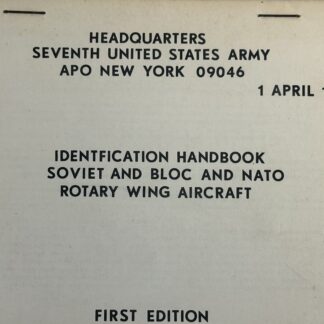 HEADQUARTERS
SEVENTH UNITED STATES ARMY
APO NEW YORK 09046
1 APRIL 1
IDENTFICATION HANDBOOK
SOVIET AND BLOC AND NATO
ROTARY WING AIRCRAFT
FIRST EDITION